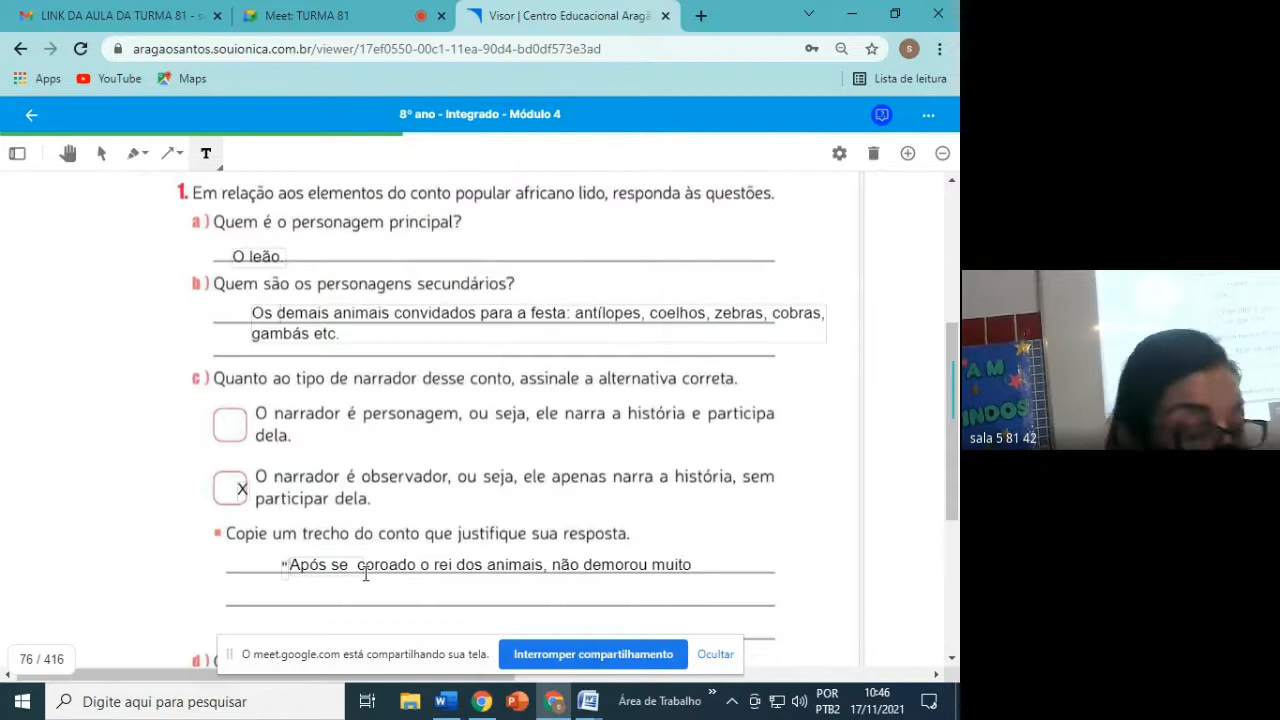 LINK DA AULA DA TURMA 81 - s
Meet: TURMA 81
Visor | Centro Educacional Aragã
aragaosantos.souionica.com.br/viewer/17ef0550-00c1-11ea-90d4-bd0df573e3ad
s
Apps
YouTube
Maps
Lista de leitura
8º ano - Integrado - Módulo 4
T
1. Em relação aos elementos do conto popular africano lido, responda às questões.
a) Quem é o personagem principal?
O leão.
b) Quem são os personagens secundários?
Os demais animais convidados para a festa: antílopes, coelhos, zebras, cobras,
gambás etc.
c) Quanto ao tipo de narrador desse conto, assinale a alternativa correta.
O narrador é personagem, ou seja, ele narra a história e participa
dela.
X O narrador é observador, ou seja, ele apenas narra a história, sem
participar dela.
Copie um trecho do conto que justifique sua resposta.
"Após se coroado o rei dos animais, não demorou muito
d)
76 / 416
O meet.google.com está compartilhando sua tela.
Interromper compartilhamento
Ocultar
AM
INDOS
sala 5 81 42
Digite aqui para pesquisar
Área de Trabalho
POR
PTB2
10:46
17/11/2021